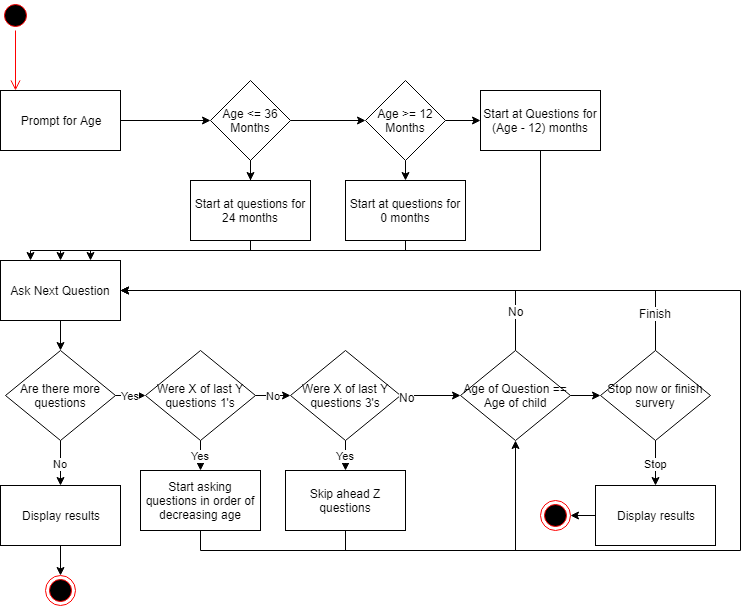 Prompt for Age
Age <= 36
Months
Age >= 12
Months
Start at Questions for
(Age - 12) months
Start at questions for
24 months
Start at questions for
0 months
Ask Next Question
No
Finish
Are there more
questions
Yes
Were X of last Y
questions 1's
No
Were X of last Y
questions 3's
No
Age of Question ==
Age of child
Stop now or finish
survery
No
Yes
Yes
Stop
Display results
Start asking
questions in order of
decreasing age
Skip ahead Z
questions
Display results